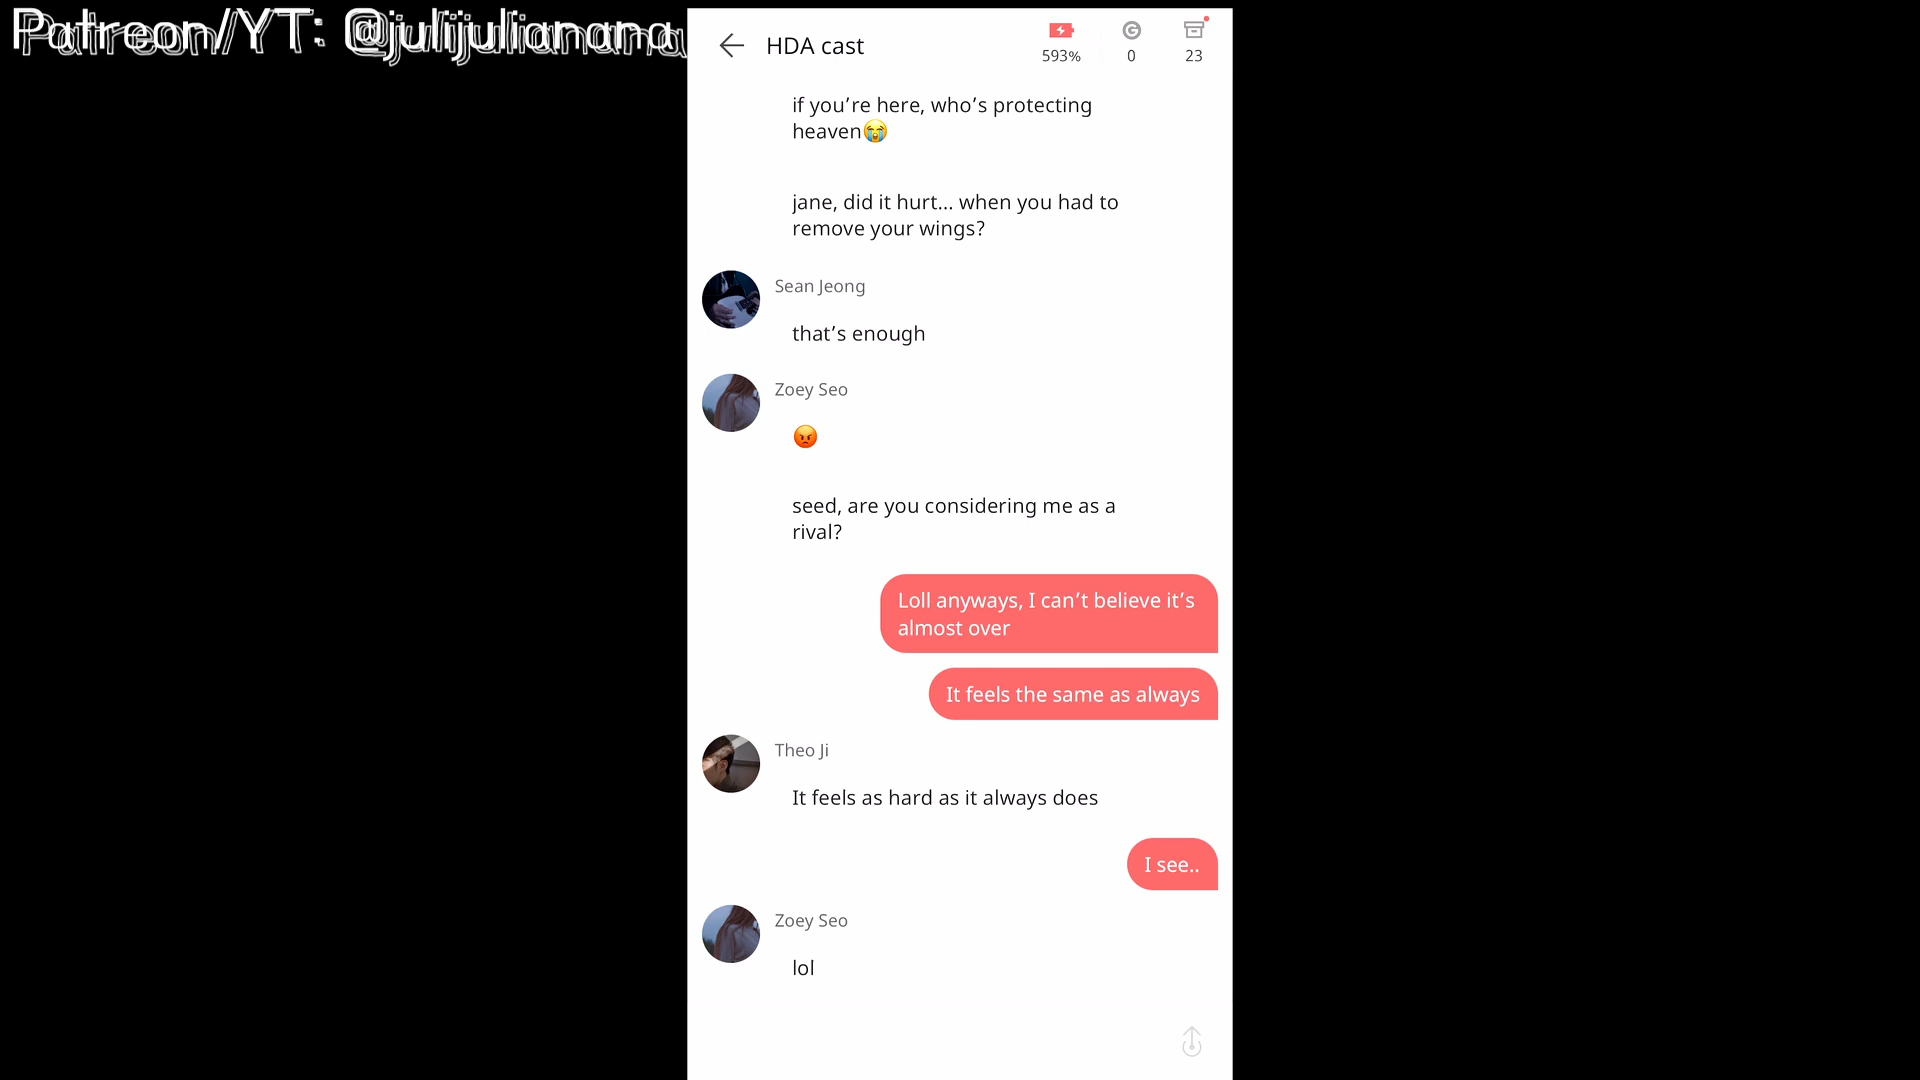 Patreon/YT: @julijulianana
HDA cast
593%
0
23
if you’re here, who’s protecting
heaven😭
jane, did it hurt... when you had to
remove your wings?
Sean Jeong
that’s enough
Zoey Seo
😡
seed, are you considering me as a
rival?
Loll anyways, I can’t believe it’s
almost over
It feels the same as always
Theo Ji
It feels as hard as it always does
I see..
Zoey Seo
lol